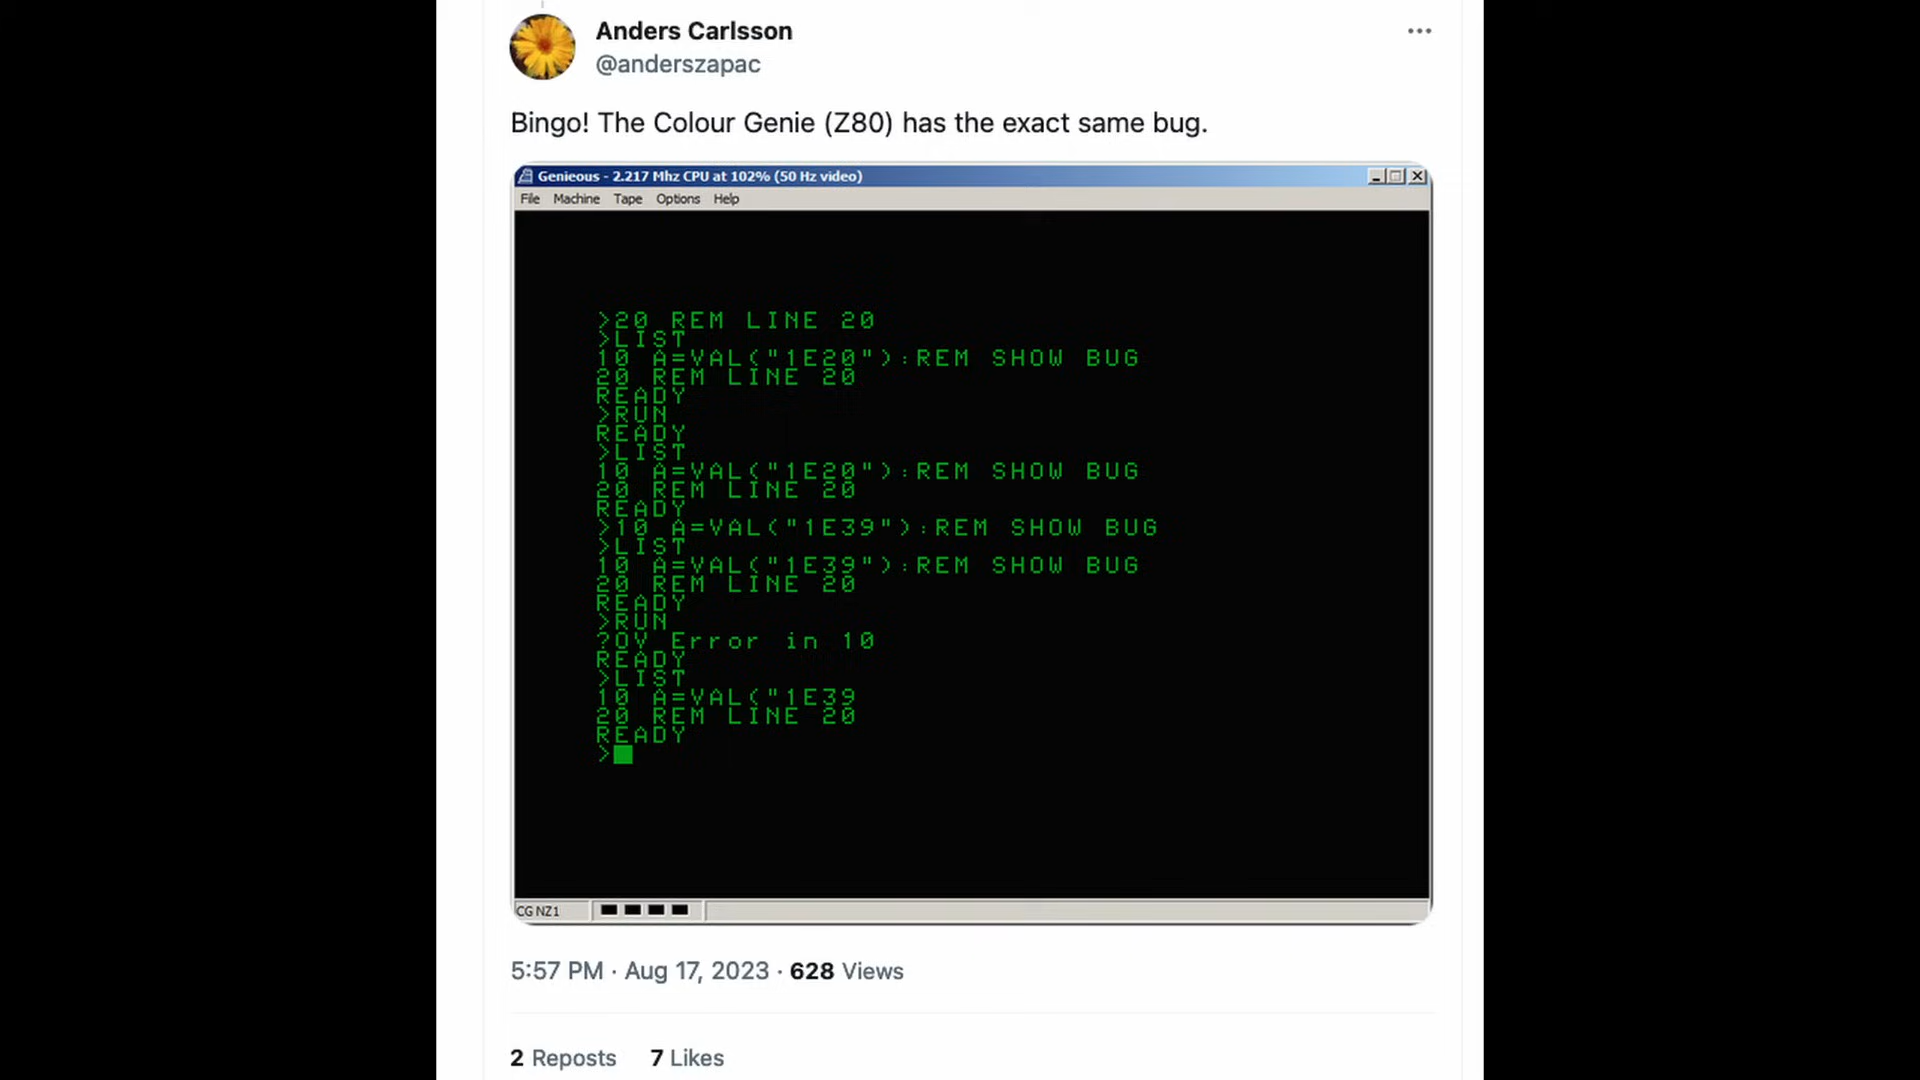 Anders Carlsson
@anderszapac
Bingo! The Colour Genie (Z80) has the exact same bug.
Genieous - 2.217 Mhz CPU at 102% (50 Hz video)
File Machine Tape Options Help
>20 REM LINE 20
>LIST
10 A=VAL("1E20"):REM SHOW BUG
20 REM LINE 20
READY
>RUN
READY
>LIST
10 A=VAL("1E20"):REM SHOW BUG
20 REM LINE 20
READY
>10 A=VAL("1E39"):REM SHOW BUG
>LIST
10 A=VAL("1E39"):REM SHOW BUG
20 REM LINE 20
READY
>RUN
?OV Error in 10
READY
>LIST
10 A=VAL("1E39
20 REM LINE 20
READY
>
CG NZ1
5:57 PM · Aug 17, 2023 · 628 Views
2 Reposts 7 Likes